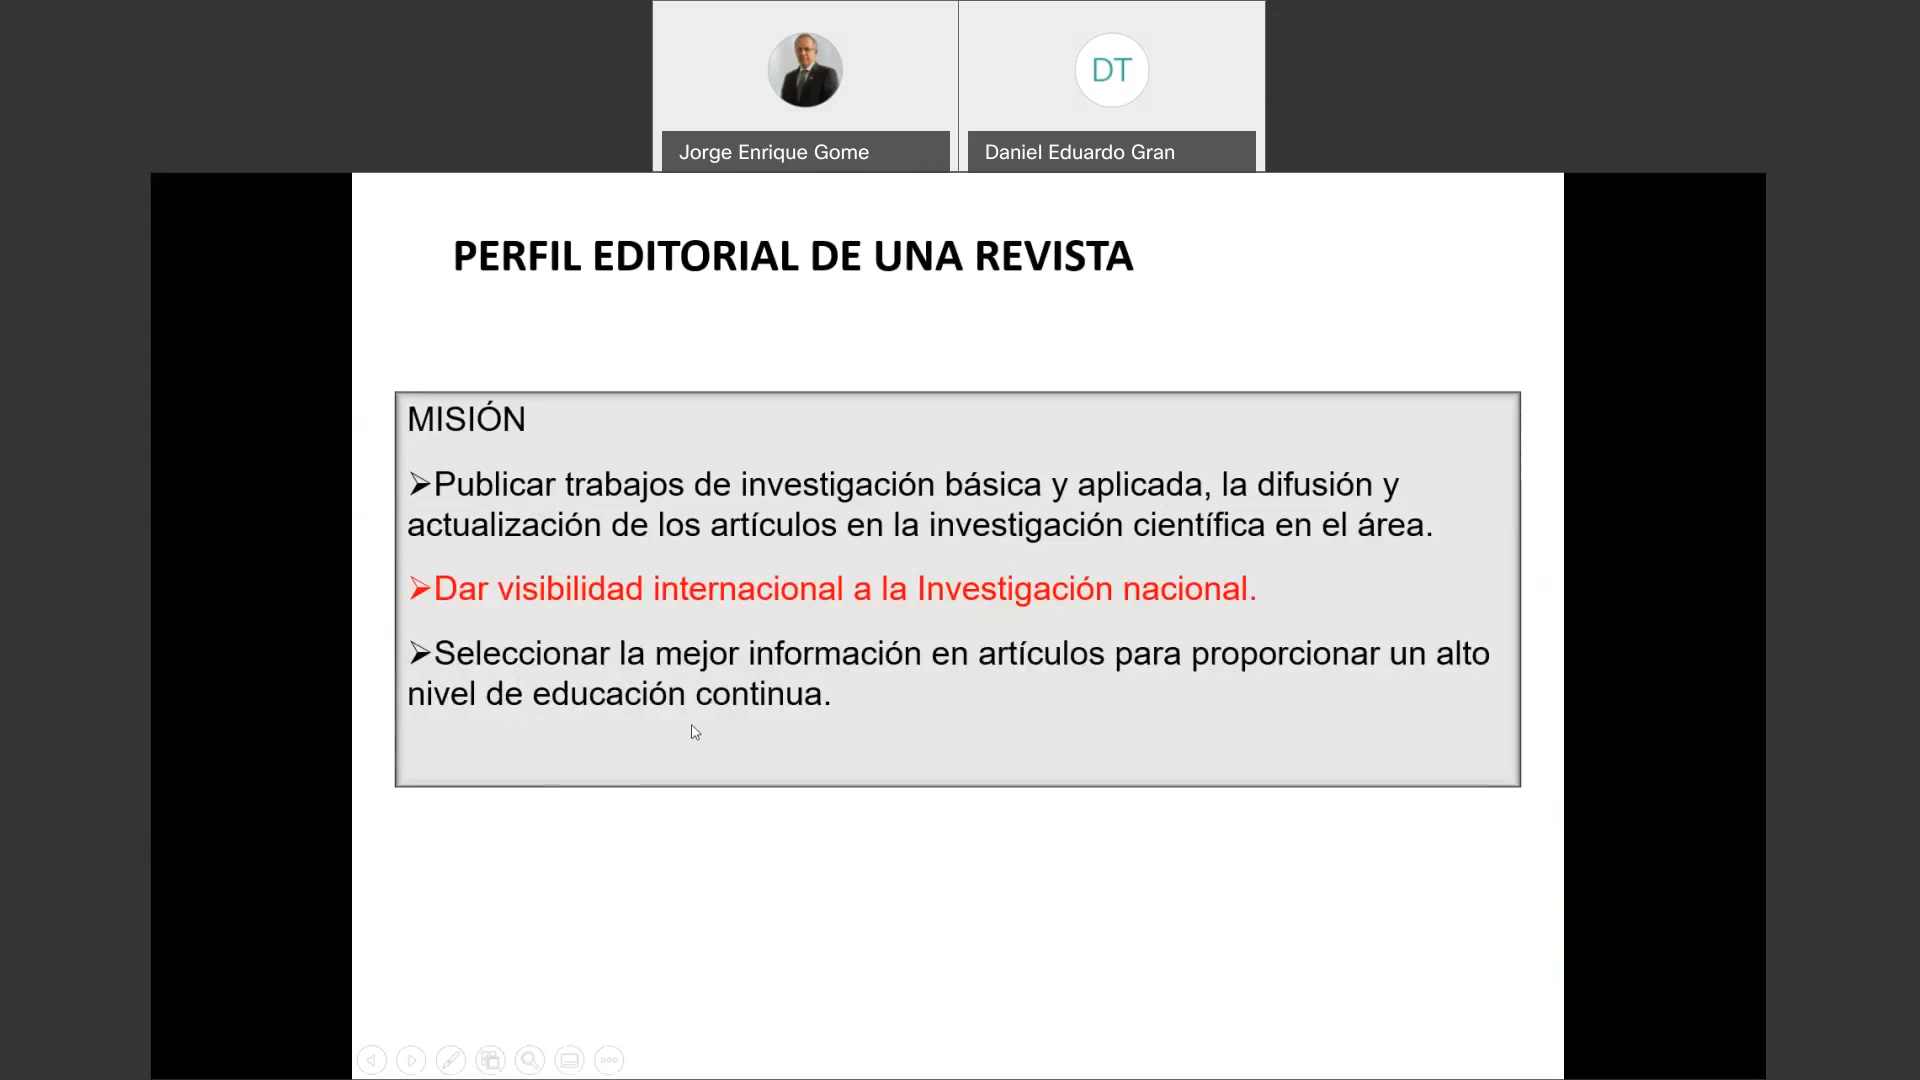 DT
Jorge Enrique Gome
Daniel Eduardo Gran
PERFIL EDITORIAL DE UNA REVISTA
MISIÓN
➢Publicar trabajos de investigación básica y aplicada, la difusión y
actualización de los artículos en la investigación científica en el área.
➢Dar visibilidad internacional a la Investigación nacional.
➢Seleccionar la mejor información en artículos para proporcionar un alto
nivel de educación continua.